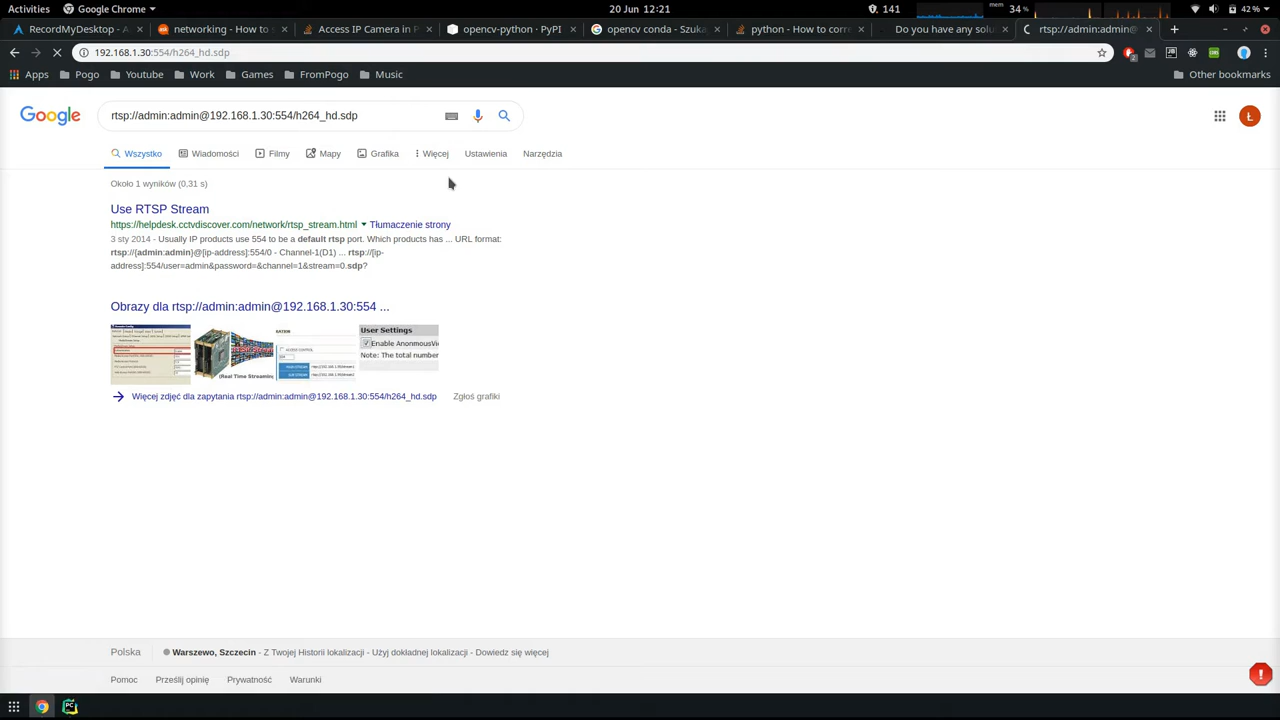 Activities Google Chrome 20 Jun 12:21 141 mem 34 % 42 %
RecordMyDesktop - A networking - How to s Access IP Camera in P opencv-python · PyPI opencv conda - Szuka python - How to corre Do you have any solu rtsp://admin:admin@
192.168.1.30:554/h264_hd.sdp
Apps Pogo Youtube Work Games FromPogo Music Other bookmarks
Google rtsp://admin:admin@192.168.1.30:554/h264_hd.sdp Ł
Wszystko Wiadomości Filmy Mapy Grafika Więcej Ustawienia Narzędzia
Około 1 wyników (0,31 s)
Use RTSP Stream
https://helpdesk.cctvdiscover.com/network/rtsp_stream.html Tłumaczenie strony
3 sty 2014 - Usually IP products use 554 to be a default rtsp port. Which products has ... URL format:
rtsp://{admin:admin}@[ip-address]:554/0 - Channel-1(D1) ... rtsp://[ip-
address]:554/user=admin&password=&channel=1&stream=0.sdp?
Obrazy dla rtsp://admin:admin@192.168.1.30:554 ...
User Settings
ACCESS CONTROL
Enable AnonmousVi
Note: The total number
(Real Time Streaming
Więcej zdjęć dla zapytania rtsp://admin:admin@192.168.1.30:554/h264_hd.sdp Zgłoś grafiki
Polska Warszewo, Szczecin - Z Twojej Historii lokalizacji - Użyj dokładnej lokalizacji - Dowiedz się więcej
Pomoc Prześlij opinię Prywatność Warunki